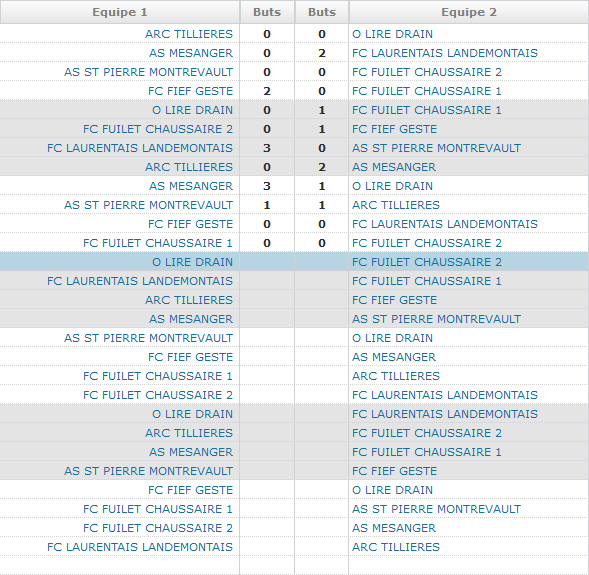 Equipe 1 Buts Buts Equipe 2
ARC TILLIERES 0 0 O LIRE DRAIN
AS MESANGER 0 2 FC LAURENTAIS LANDEMONTAIS
AS ST PIERRE MONTREVAULT 0 0 FC FUILET CHAUSSAIRE 2
FC FIEF GESTE 2 0 FC FUILET CHAUSSAIRE 1
O LIRE DRAIN 0 1 FC FUILET CHAUSSAIRE 1
FC FUILET CHAUSSAIRE 2 0 1 FC FIEF GESTE
FC LAURENTAIS LANDEMONTAIS 3 0 AS ST PIERRE MONTREVAULT
ARC TILLIERES 0 2 AS MESANGER
AS MESANGER 3 1 O LIRE DRAIN
AS ST PIERRE MONTREVAULT 1 1 ARC TILLIERES
FC FIEF GESTE 0 0 FC LAURENTAIS LANDEMONTAIS
FC FUILET CHAUSSAIRE 1 0 0 FC FUILET CHAUSSAIRE 2
O LIRE DRAIN FC FUILET CHAUSSAIRE 2
FC LAURENTAIS LANDEMONTAIS FC FUILET CHAUSSAIRE 1
ARC TILLIERES FC FIEF GESTE
AS MESANGER AS ST PIERRE MONTREVAULT
AS ST PIERRE MONTREVAULT O LIRE DRAIN
FC FIEF GESTE AS MESANGER
FC FUILET CHAUSSAIRE 1 ARC TILLIERES
FC FUILET CHAUSSAIRE 2 FC LAURENTAIS LANDEMONTAIS
O LIRE DRAIN FC LAURENTAIS LANDEMONTAIS
ARC TILLIERES FC FUILET CHAUSSAIRE 2
AS MESANGER FC FUILET CHAUSSAIRE 1
AS ST PIERRE MONTREVAULT FC FIEF GESTE
FC FIEF GESTE O LIRE DRAIN
FC FUILET CHAUSSAIRE 1 AS ST PIERRE MONTREVAULT
FC FUILET CHAUSSAIRE 2 AS MESANGER
FC LAURENTAIS LANDEMONTAIS ARC TILLIERES